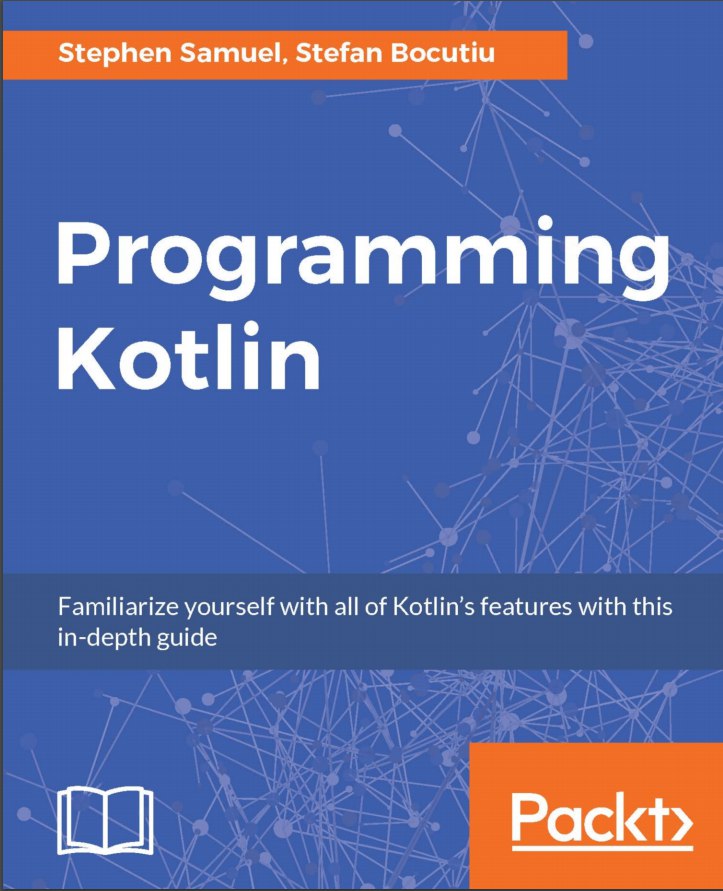 Stephen Samuel, Stefan Bocutiu
Programming
Kotlin
Familiarize yourself with all of Kotlin's features with this
in-depth guide
Packt>